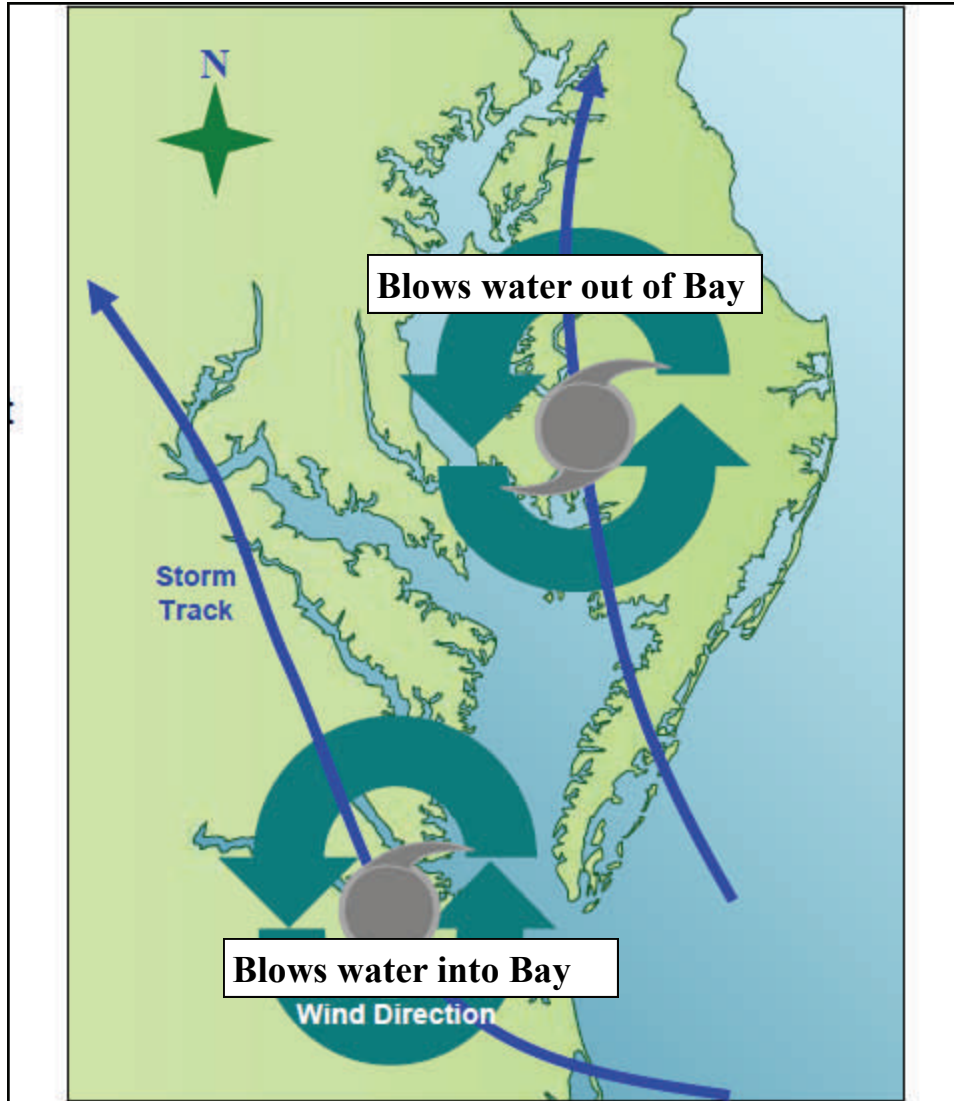 N
Blows water out of Bay
Storm
Track
Blows water into Bay
Wind Direction